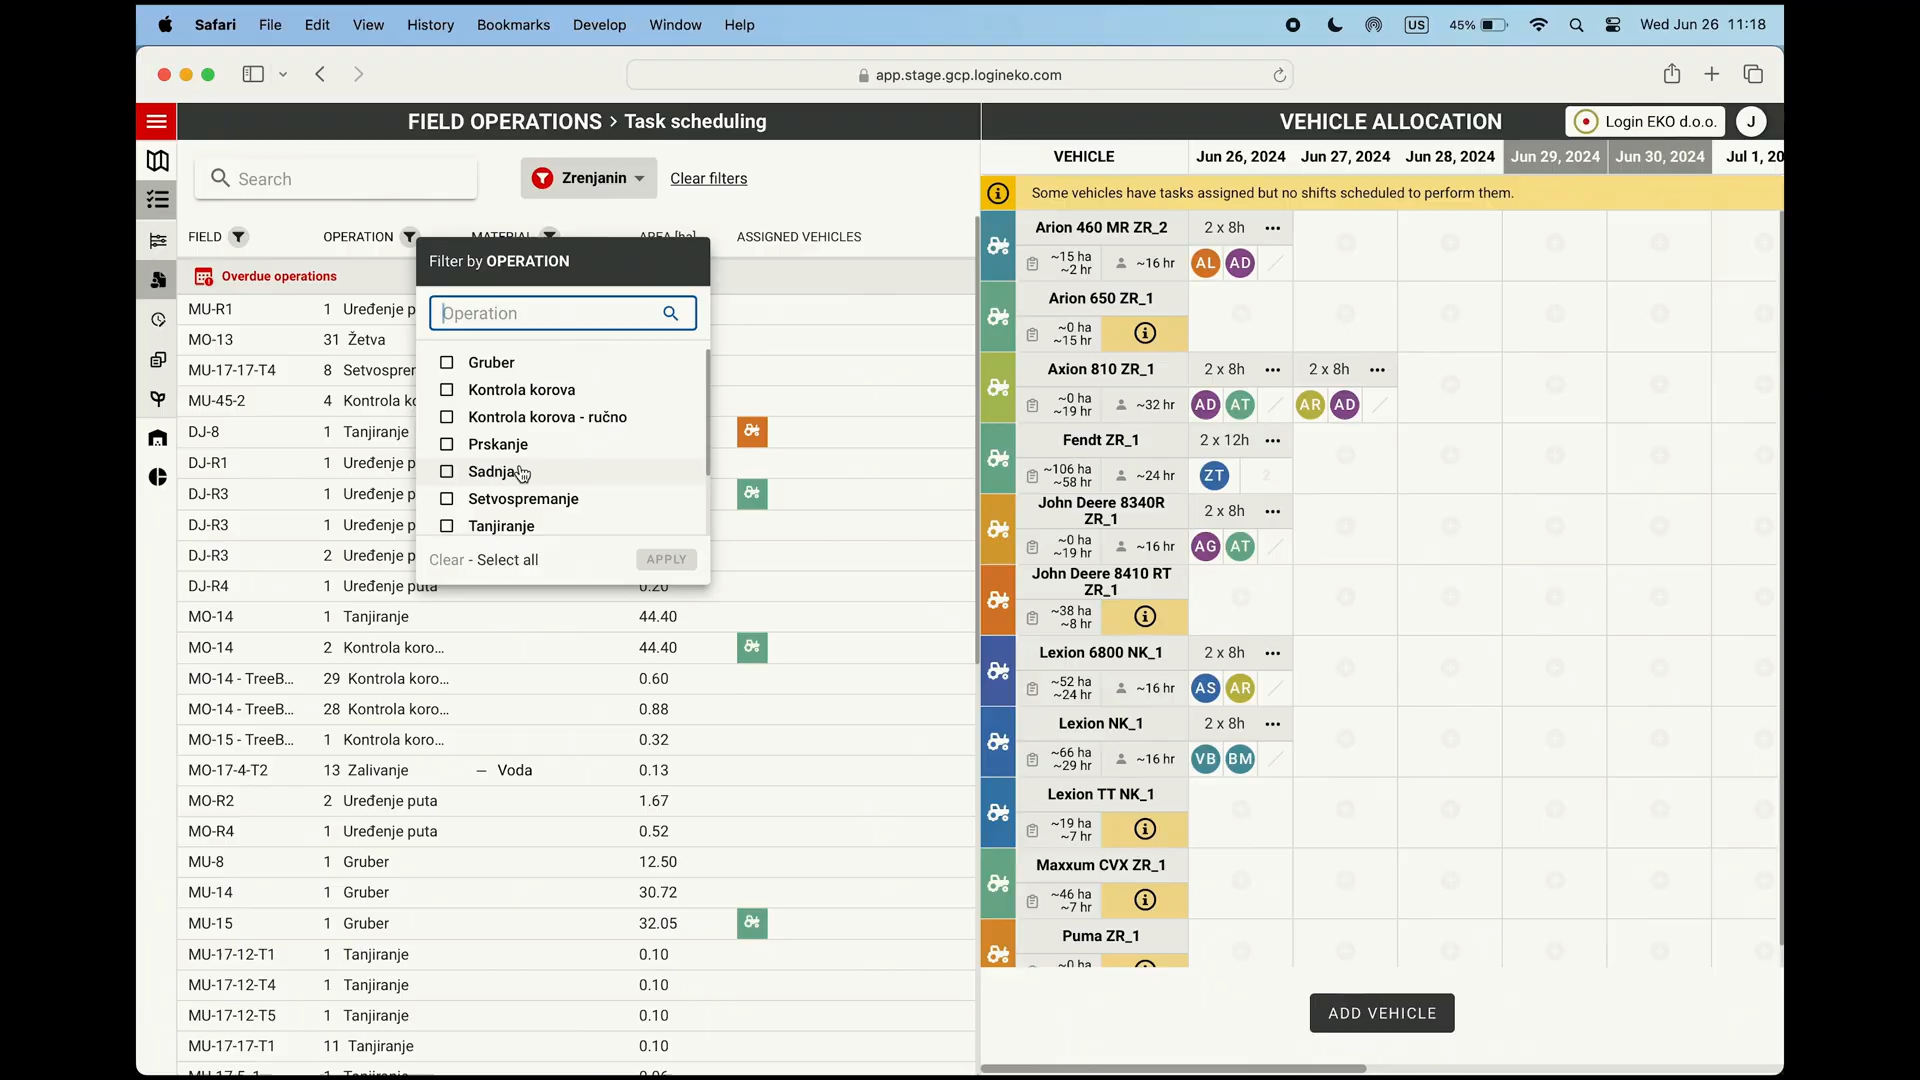 Safari File Edit View History Bookmarks Develop Window Help US 45% Wed Jun 26 11:18
app.stage.gcp.logineko.com
FIELD OPERATIONS > Task scheduling
Search
Zrenjanin
Clear filters
FIELD OPERATION MATERIAL AREA [ha] ASSIGNED VEHICLES
Overdue operations
MU-R1 1 Uređenje p
MO-13 31 Žetva
MU-17-17-T4 8 Setvosprer
MU-45-2 4 Kontrola kc
DJ-8 1 Tanjiranje
DJ-R1 1 Uređenje p
DJ-R3 1 Uređenje p
DJ-R3 1 Uređenje p
DJ-R3 2 Uređenje p
DJ-R4 1 Uređenje puta 0.20
MO-14 1 Tanjiranje 44.40
MO-14 2 Kontrola koro... 44.40
MO-14 - TreeB... 29 Kontrola koro... 0.60
MO-14 - TreeB... 28 Kontrola koro... 0.88
MO-15 - TreeB... 1 Kontrola koro... 0.32
MO-17-4-T2 13 Zalivanje – Voda 0.13
MO-R2 2 Uređenje puta 1.67
MO-R4 1 Uređenje puta 0.52
MU-8 1 Gruber 12.50
MU-14 1 Gruber 30.72
MU-15 1 Gruber 32.05
MU-17-12-T1 1 Tanjiranje 0.10
MU-17-12-T4 1 Tanjiranje 0.10
MU-17-12-T5 1 Tanjiranje 0.10
MU-17-17-T1 11 Tanjiranje 0.10
Filter by OPERATION
Operation
Gruber
Kontrola korova
Kontrola korova - ručno
Prskanje
Sadnja
Setvospremanje
Tanjiranje
Clear - Select all
APPLY
VEHICLE ALLOCATION
Login EKO d.o.o. J
VEHICLE Jun 26, 2024 Jun 27, 2024 Jun 28, 2024 Jun 29, 2024 Jun 30, 2024 Jul 1, 20
Some vehicles have tasks assigned but no shifts scheduled to perform them.
Arion 460 MR ZR_2 2 x 8h •••
~15 ha
~2 hr ~16 hr AL AD
Arion 650 ZR_1
~0 ha
~15 hr
Axion 810 ZR_1 2 x 8h ••• 2 x 8h •••
~0 ha
~19 hr ~32 hr AD AT AR AD
Fendt ZR_1 2 x 12h •••
~106 ha
~58 hr ~24 hr ZT 2
John Deere 8340R
ZR_1 2 x 8h •••
~0 ha
~19 hr ~16 hr AG AT
John Deere 8410 RT
ZR_1
~38 ha
~8 hr
Lexion 6800 NK_1 2 x 8h •••
~52 ha
~24 hr ~16 hr AS AR
Lexion NK_1 2 x 8h •••
~66 ha
~29 hr ~16 hr VB BM
Lexion TT NK_1
~19 ha
~7 hr
Maxxum CVX ZR_1
~46 ha
~7 hr
Puma ZR_1
~0 ha
ADD VEHICLE